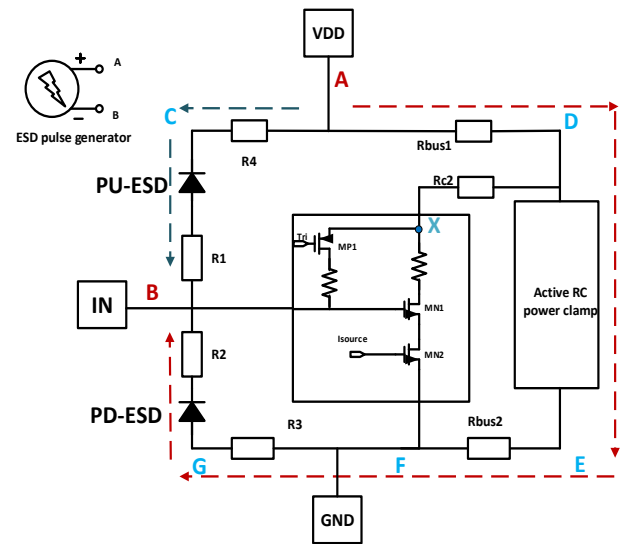 VDD
+
A
B
−
ESD pulse generator
A
C
D
R4
Rbus1
PU-ESD
Rc2
X
Tri
MP1
R1
B
IN
MN1
Active RC
power clamp
R2
Isource
MN2
PD-ESD
R3
Rbus2
G
F
E
GND